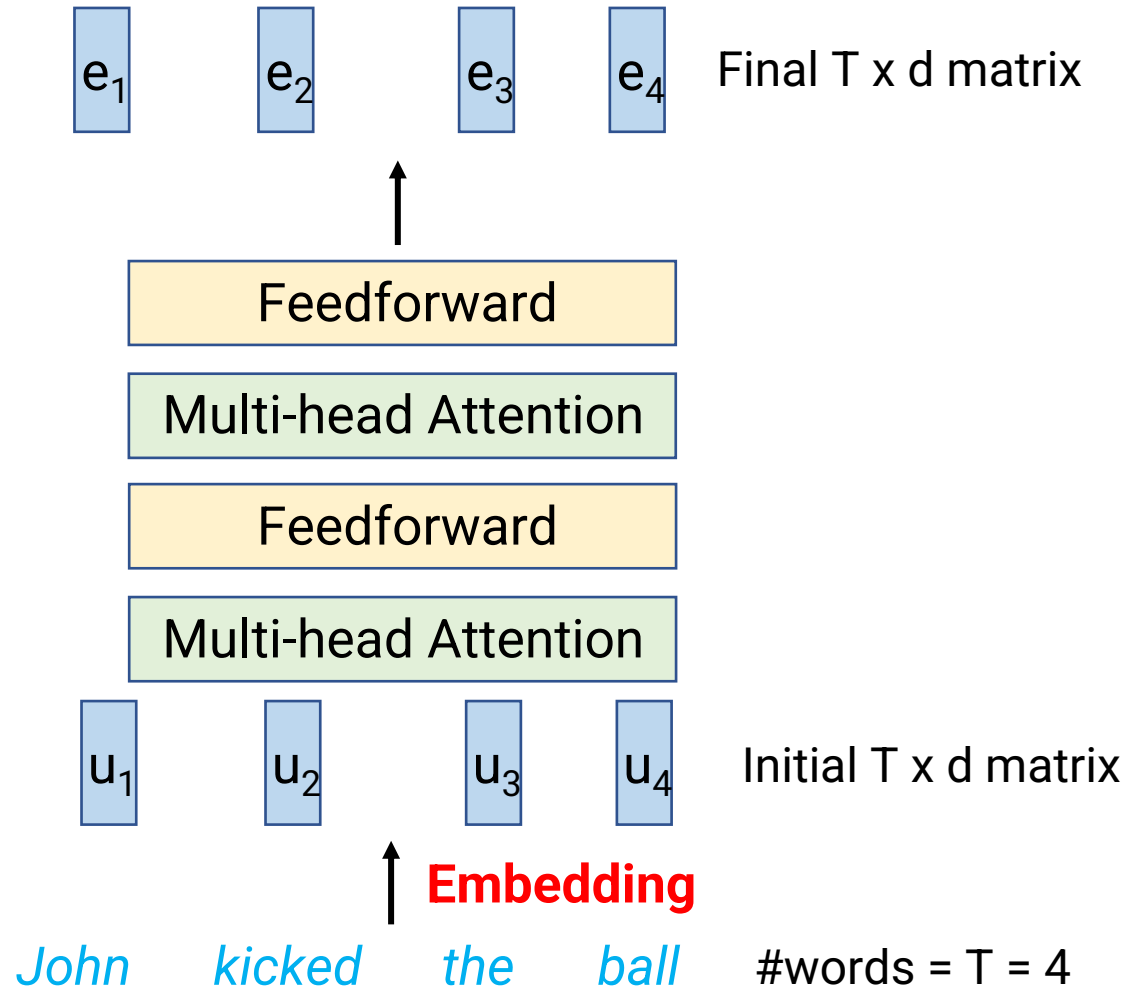 e₁ e₂ e₃ e₄ Final T x d matrix
Feedforward
Multi-head Attention
Feedforward
Multi-head Attention
u₁ u₂ u₃ u₄ Initial T x d matrix
Embedding
John kicked the ball #words = T = 4